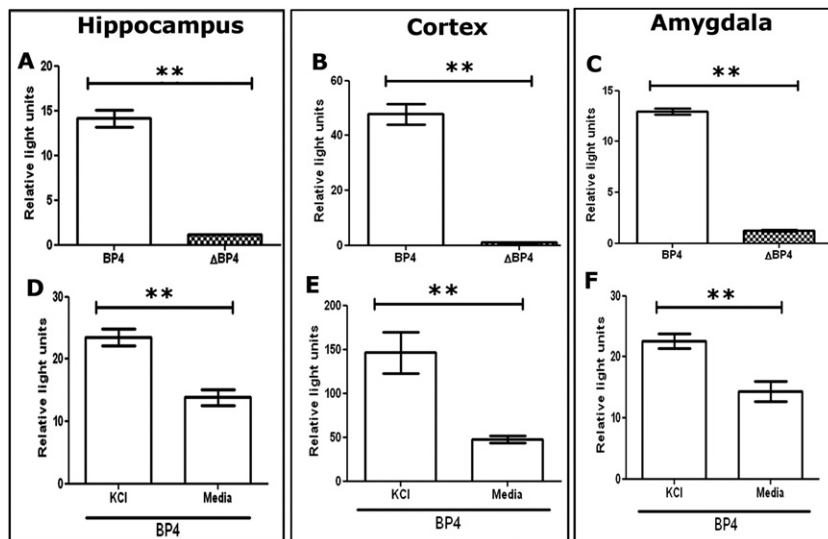 Hippocampus
A
**
Relative light units
20
15
10
5
0
BP4
ΔBP4
D
**
Relative light units
30
20
10
0
KCl
Media
BP4
Cortex
B
**
Relative light units
60
40
20
0
BP4
ΔBP4
E
**
Relative light units
200
150
100
50
0
KCl
Media
BP4
Amygdala
C
**
Relative light units
15
10
5
0
BP4
ΔBP4
F
**
Relative light units
30
20
10
0
KCl
Media
BP4